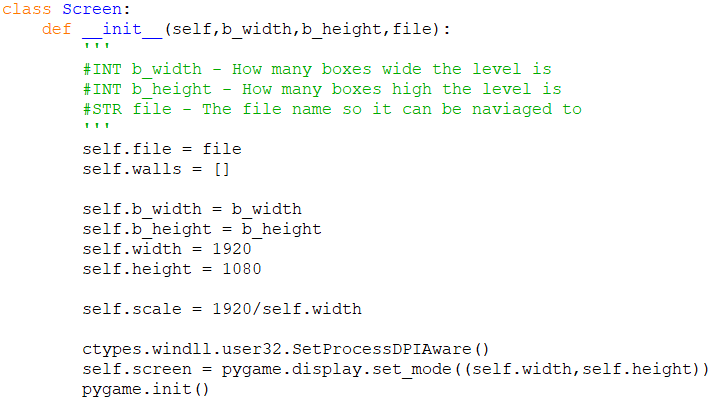 class Screen:
    def __init__(self,b_width,b_height,file):
        '''
        #INT b_width - How many boxes wide the level is
        #INT b_height - How many boxes high the level is
        #STR file - The file name so it can be naviaged to
        '''
        self.file = file
        self.walls = []

        self.b_width = b_width
        self.b_height = b_height
        self.width = 1920
        self.height = 1080

        self.scale = 1920/self.width

        ctypes.windll.user32.SetProcessDPIAware()
        self.screen = pygame.display.set_mode((self.width,self.height))
        pygame.init()